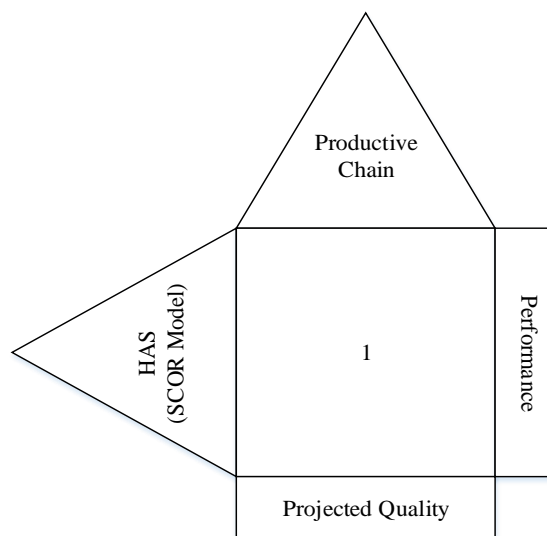 Productive
Chain
HAS
(SCOR Model)
1
Performance
Projected Quality